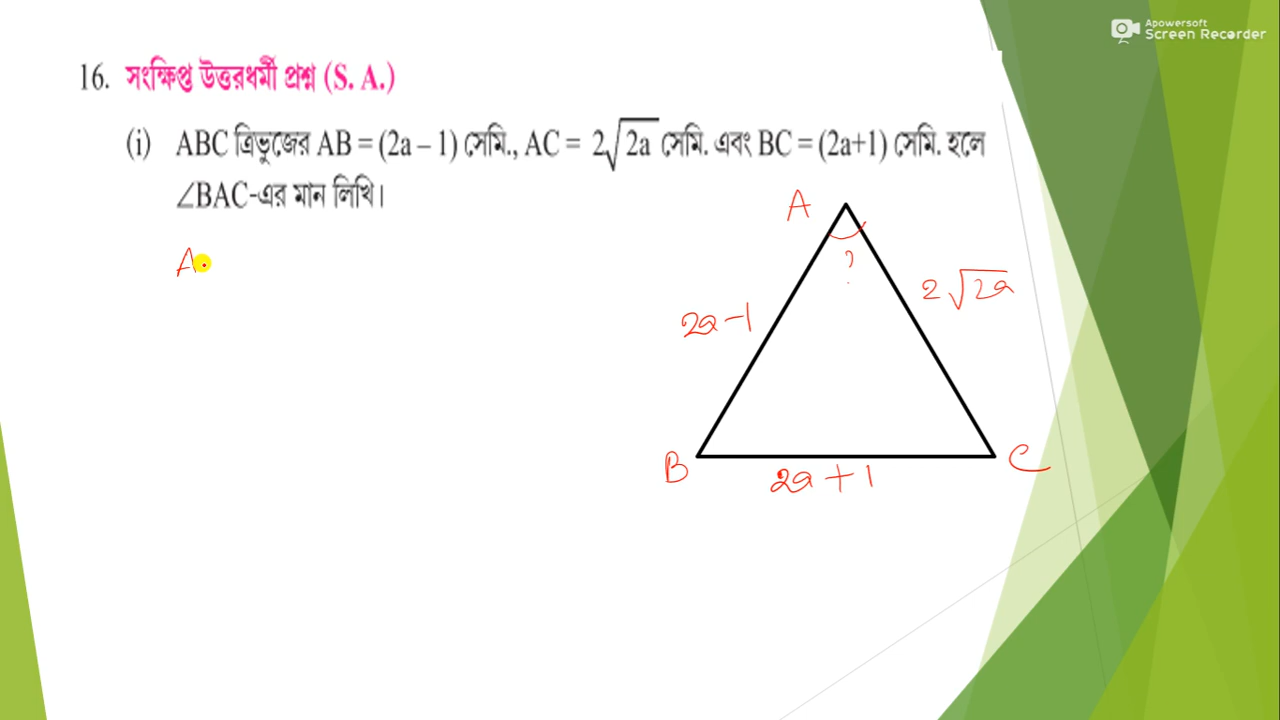 Apowersoft
Screen Recorder
16. সংক্ষিপ্ত উত্তরধর্মী প্রশ্ন (S. A.)
(i) ABC ত্রিভুজের AB = (2a – 1) সেমি., AC = 2√2a সেমি. এবং BC = (2a+1) সেমি. হলে
∠BAC-এর মান লিখি।
A
A
?
2√2a
2a-1
B
C
2a+1